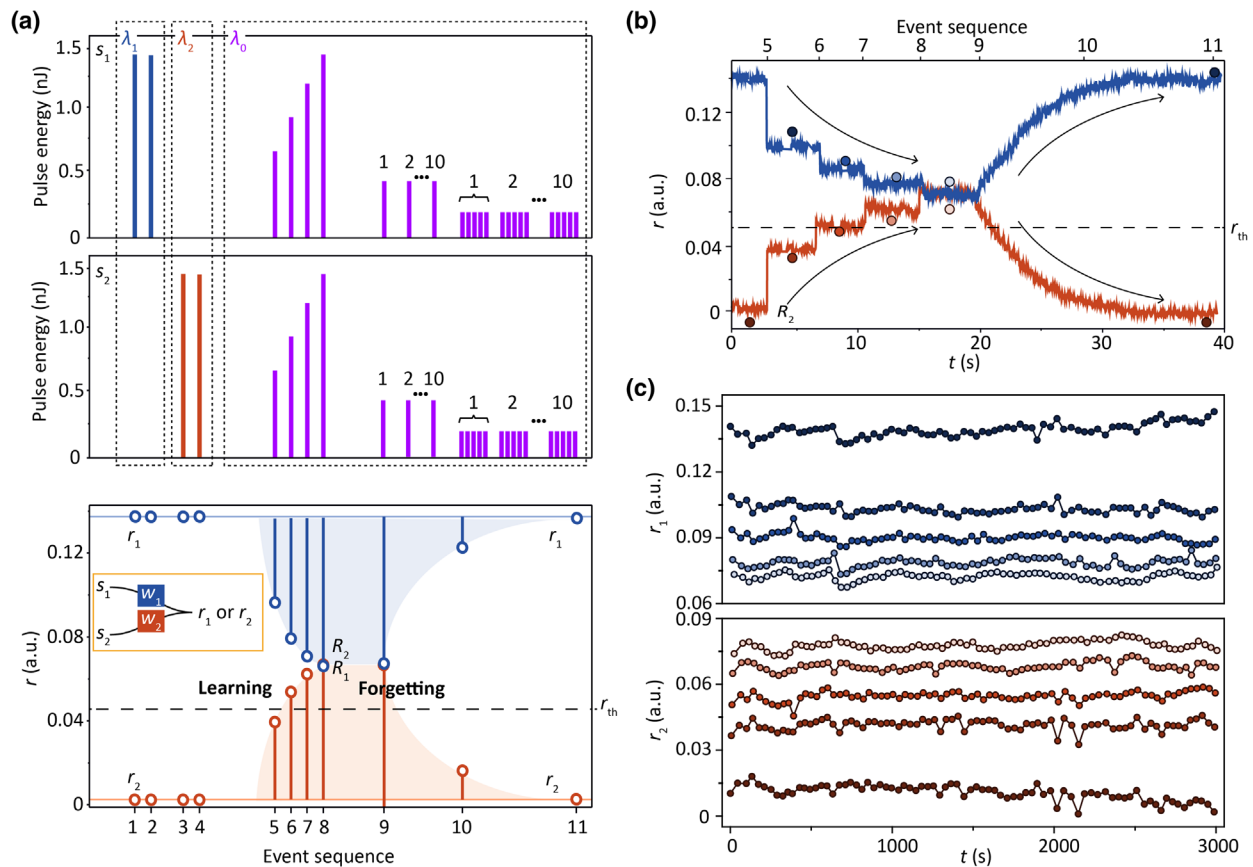 (a)
λ1 λ2 λ0
s1
Pulse energy (nJ)
1.5
1.0
0.5
0
1 2 ••• 10
1 2 ••• 10
s2
Pulse energy (nJ)
1.5
1.0
0.5
0
1 2 ••• 10
1 2 ••• 10
r (a.u.)
0.12
0.08
0.04
0
r1 r1
s1 w1
s2 w2
r1 or r2
R2
R1
Learning Forgetting
rth
r2 r2
1 2 3 4 5 6 7 8 9 10 11
Event sequence
(b)
Event sequence
5 6 7 8 9 10 11
r (a.u.)
0.12
0.08
0.04
0
rth
R2
0 10 20 30 40
t (s)
(c)
r1 (a.u.)
0.15
0.12
0.09
0.06
r2 (a.u.)
0.09
0.06
0.03
0
0 1000 2000 3000
t (s)